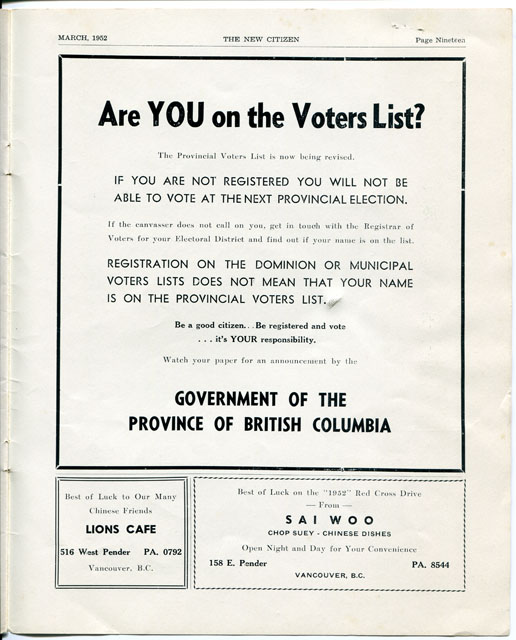 MARCH, 1952 THE NEW CITIZEN Page Nineteen
Are YOU on the Voters List?
The Provincial Voters List is now being revised.
IF YOU ARE NOT REGISTERED YOU WILL NOT BE
ABLE TO VOTE AT THE NEXT PROVINCIAL ELECTION.
If the canvasser does not call on you, get in touch with the Registrar of
Voters for your Electoral District and find out if your name is on the list.
REGISTRATION ON THE DOMINION OR MUNICIPAL
VOTERS LISTS DOES NOT MEAN THAT YOUR NAME
IS ON THE PROVINCIAL VOTERS LIST.
Be a good citizen. . . Be registered and vote
. . . it's YOUR responsibility.
Watch your paper for an announcement by the
GOVERNMENT OF THE
PROVINCE OF BRITISH COLUMBIA
Best of Luck to Our Many
Chinese Friends
LIONS CAFE
516 West Pender PA. 0792
Vancouver, B.C.
Best of Luck on the "1952" Red Cross Drive
— From —
SAI WOO
CHOP SUEY - CHINESE DISHES
Open Night and Day for Your Convenience
158 E. Pender PA. 8544
VANCOUVER, B.C.